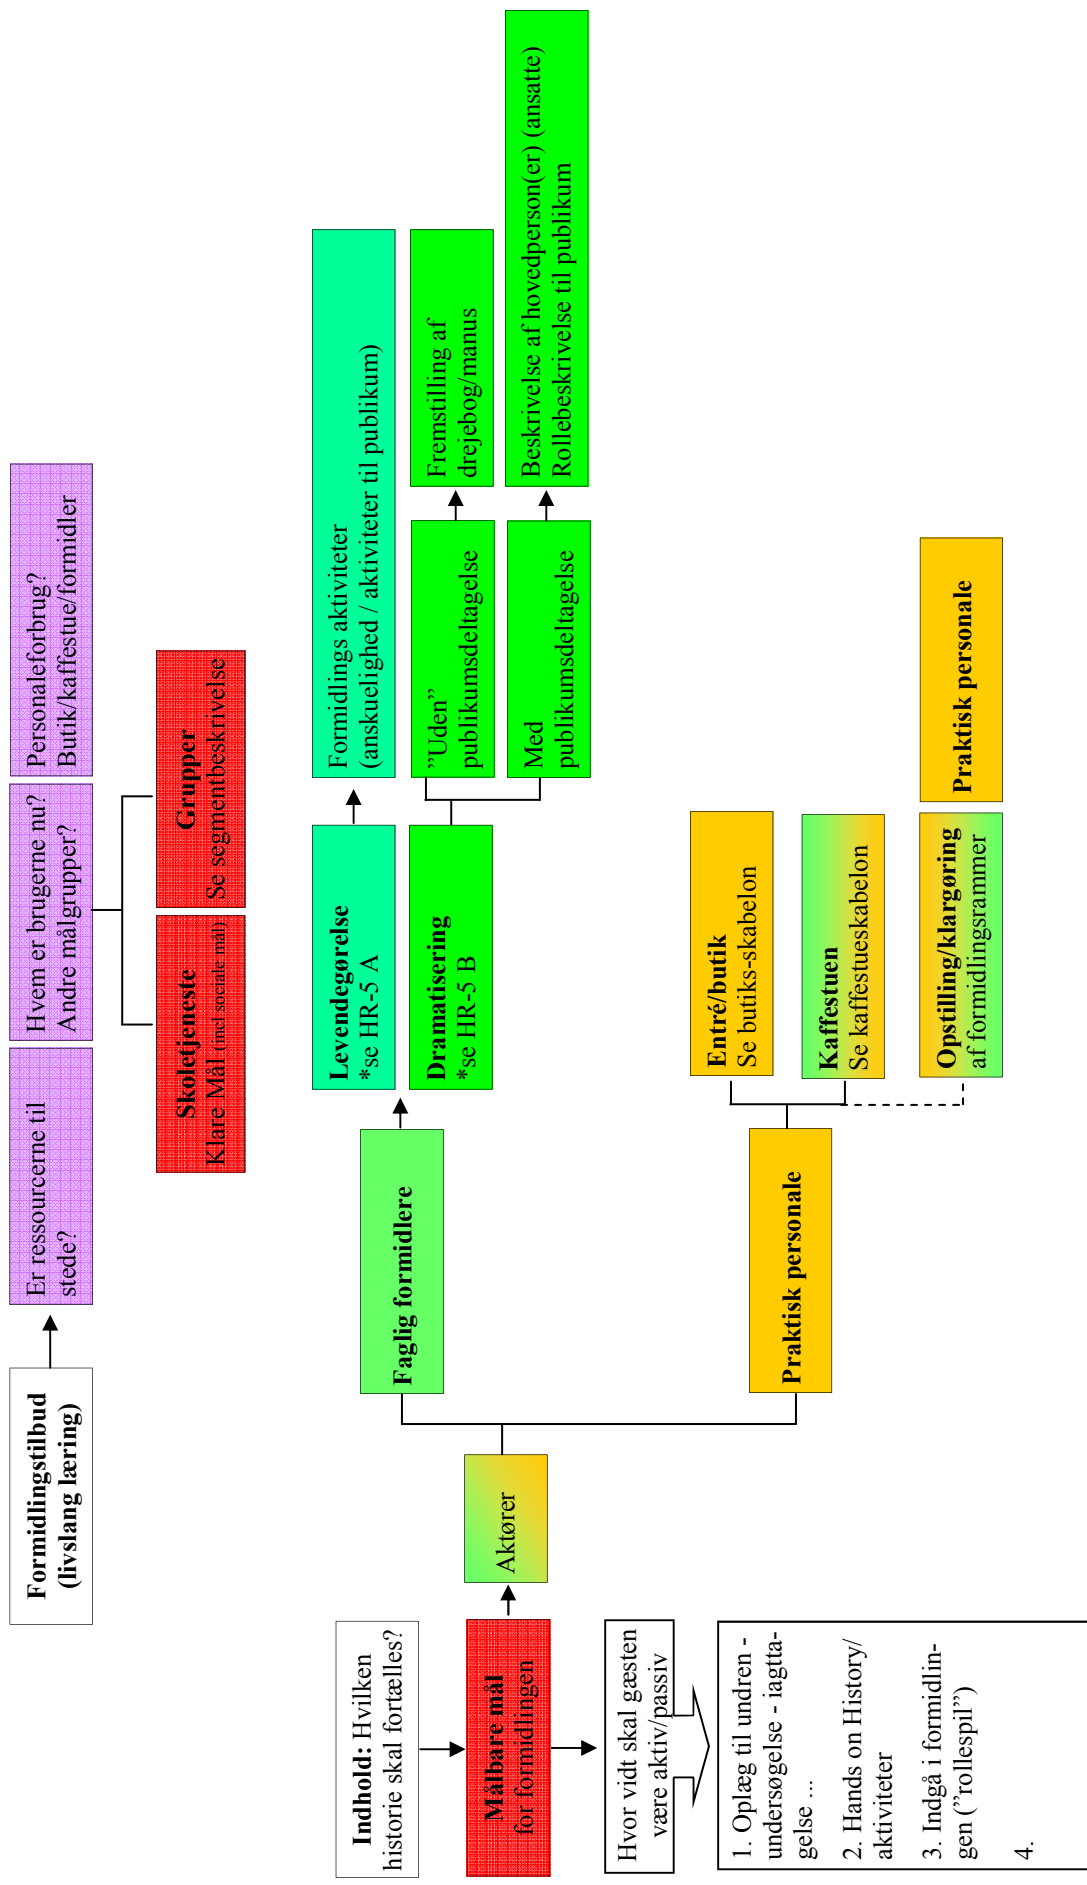 Formidlingstilbud
(livslang læring)
Er ressourcerne til
stede?
Hvem er brugerne nu?
Andre målgrupper?
Personaleforbrug?
Butik/kaffestue/formidler
Skoletjeneste
Klare Mål (incl sociale mål)
Grupper
Se segmentbeskrivelse
Indhold: Hvilken
historie skal fortælles?
Målbare mål
for formidlingen
Hvor vidt skal gæsten
være aktiv/passiv
1. Oplæg til undren -
undersøgelse - iagtta-
gelse ...
2. Hands on History/
aktiviteter
3. Indgå i formidlin-
gen (”rollespil”)
4.
Aktører
Faglig formidlere
Levendegørelse
*se HR-5 A
Formidlings aktiviteter
(anskuelighed / aktiviteter til publikum)
Dramatisering
*se HR-5 B
”Uden”
publikumsdeltagelse
Fremstilling af
drejebog/manus
Med
publikumsdeltagelse
Beskrivelse af hovedperson(er) (ansatte)
Rollebeskrivelse til publikum
Praktisk personale
Entré/butik
Se butiks-skabelon
Kaffestuen
Se kaffestueskabelon
Opstilling/klargøring
af formidlingsrammer
Praktisk personale